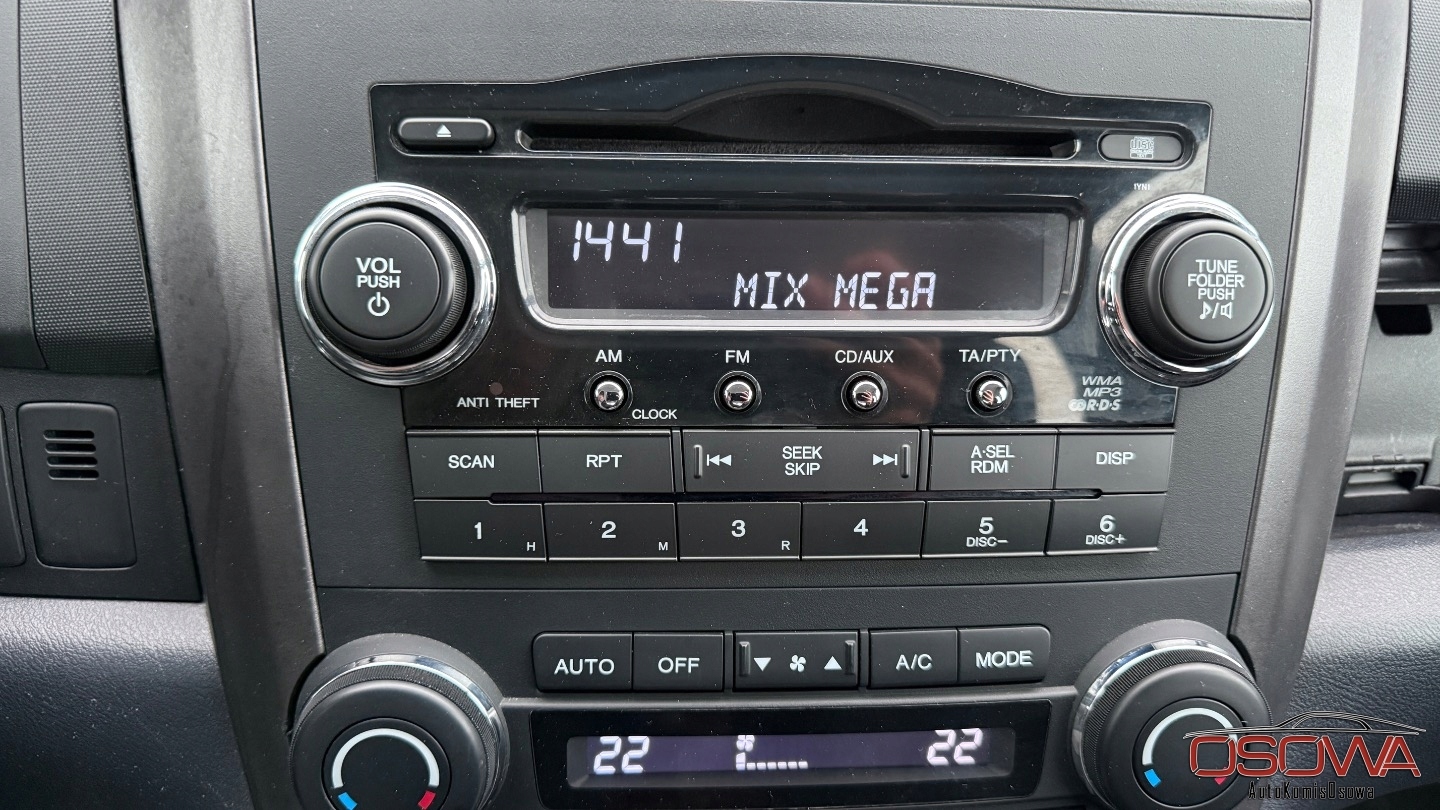 1YN1
1441
MIX MEGA
VOL
PUSH
TUNE
FOLDER
PUSH
AM
FM
CD/AUX
TA/PTY
ANTI THEFT
CLOCK
WMA
MP3
R·D·S
SCAN
RPT
SEEK
SKIP
A·SEL
RDM
DISP
1 H
2 M
3 R
4
5
DISC−
6
DISC+
AUTO
OFF
A/C
MODE
22
22
OSOWA
AutoKomisOsowa